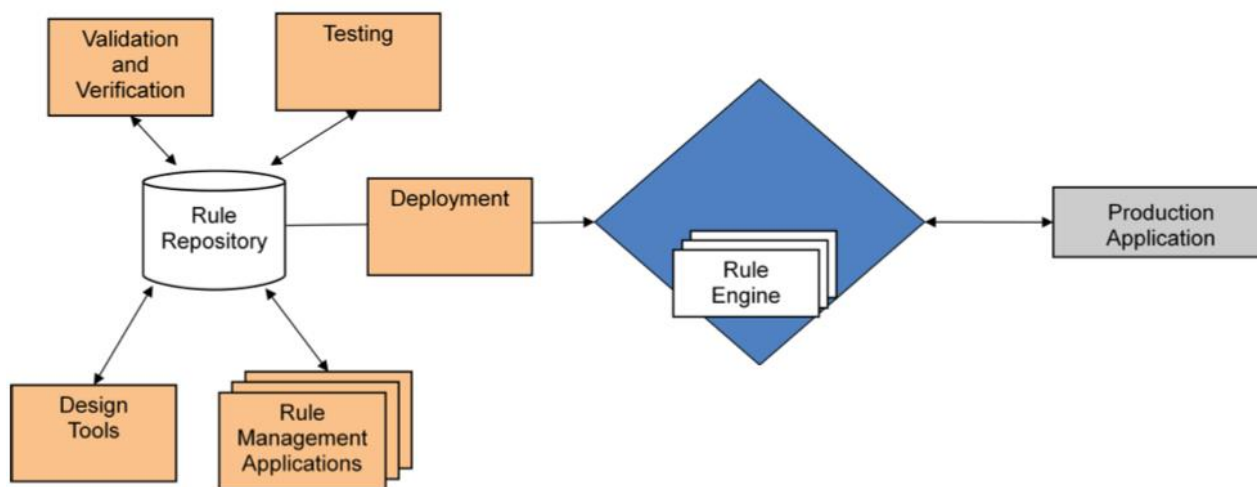 Validation
and
Verification
Testing
Rule
Repository
Deployment
Rule
Engine
Production
Application
Design
Tools
Rule
Management
Applications